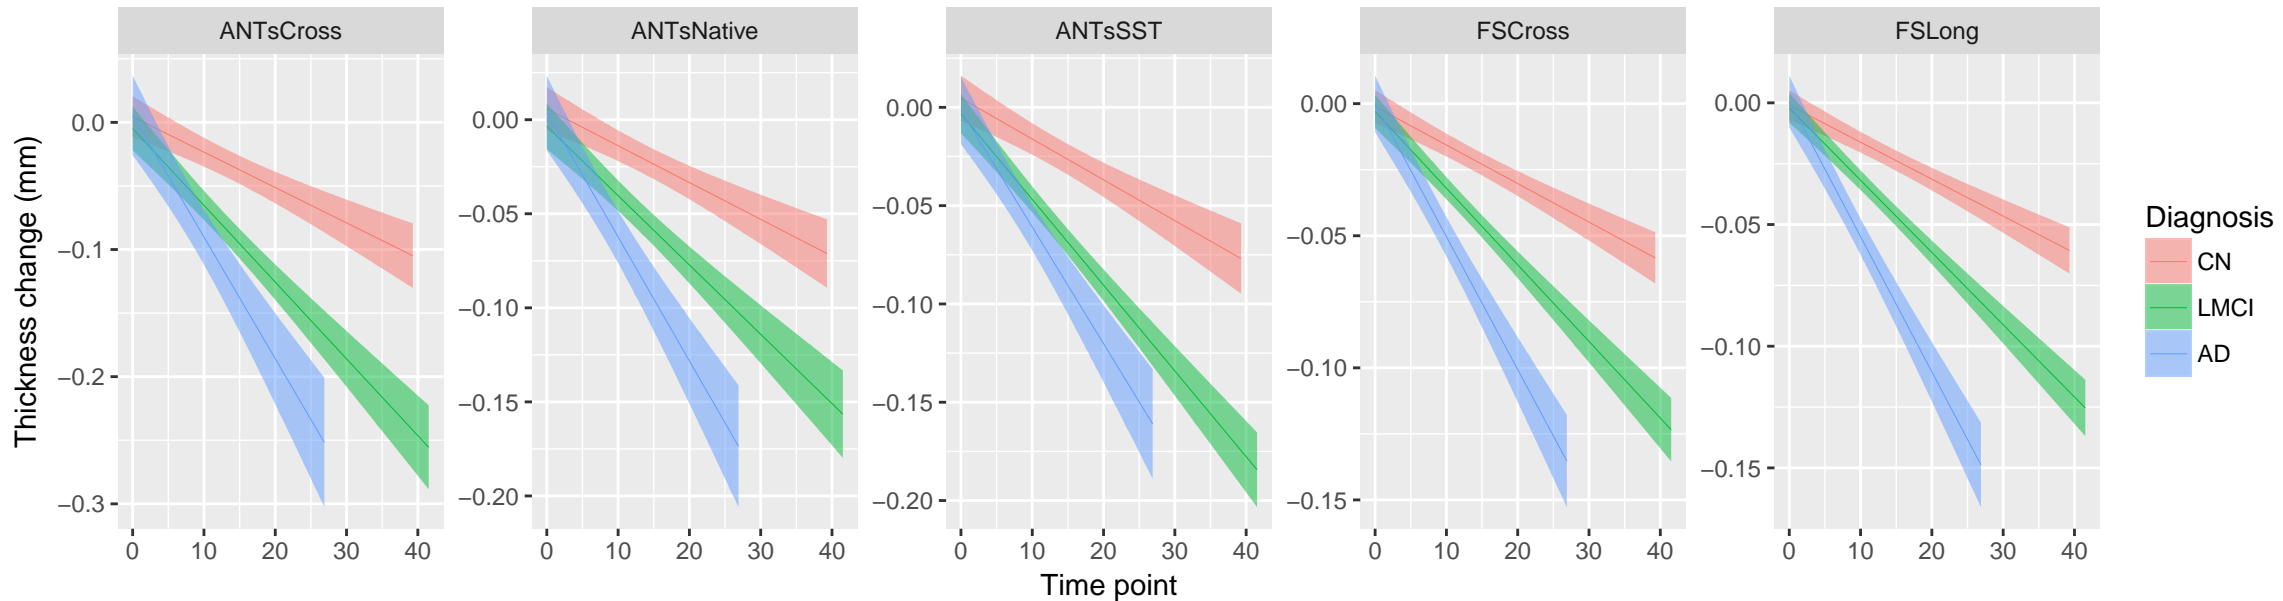 ANTsCross ANTsNative ANTsSST FSCross FSLong
Thickness change (mm)
0.0
−0.1
−0.2
−0.3
0 10 20 30 40
0.00
−0.05
−0.10
−0.15
−0.20
0 10 20 30 40
0.00
−0.05
−0.10
−0.15
−0.20
0 10 20 30 40
0.00
−0.05
−0.10
−0.15
0 10 20 30 40
0.00
−0.05
−0.10
−0.15
0 10 20 30 40
Time point
Diagnosis
CN
LMCI
AD